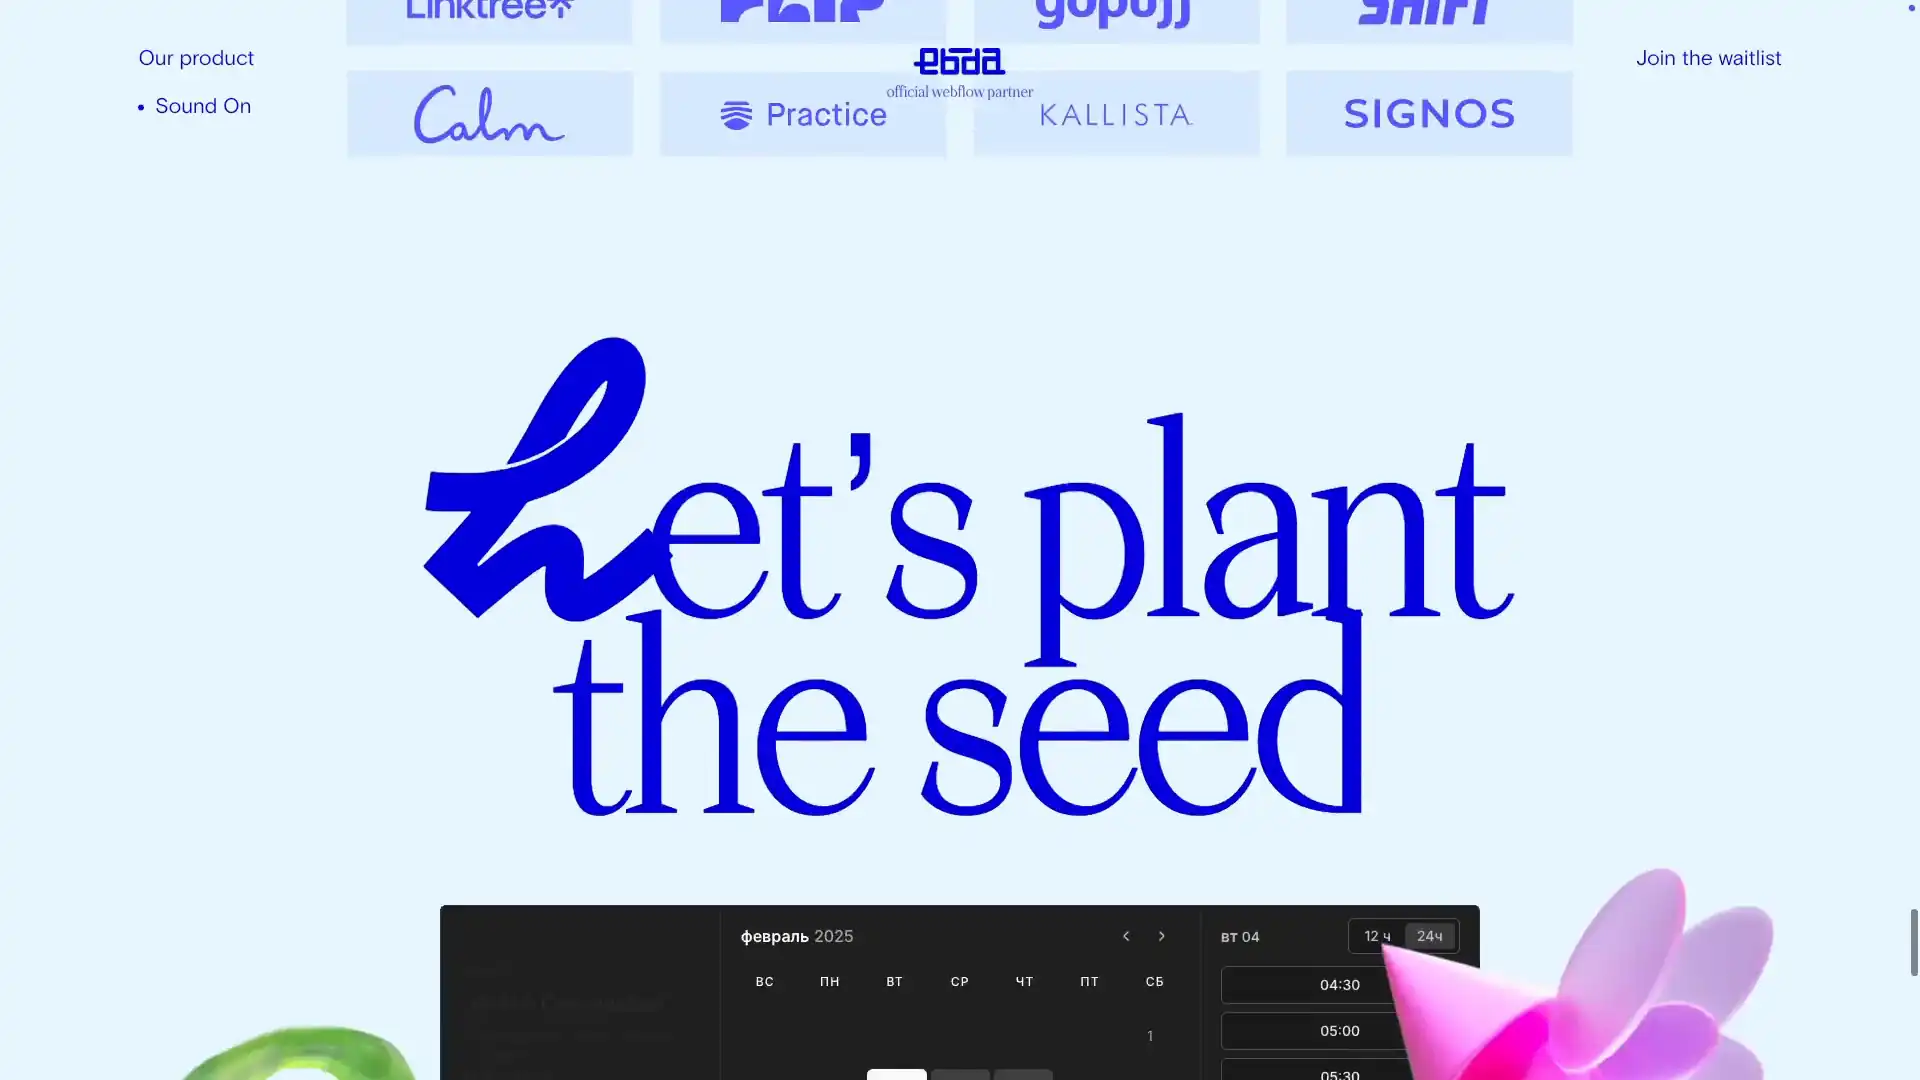 Linktree
FLIP
gopuff
SHIFT
Our product
ebda
Join the waitlist
official webflow partner
Sound On
Calm
Practice
KALLISTA
SIGNOS
Let’s plant
the seed
февраль 2025
вт 04
12 ч
24ч
ВС ПН ВТ СР ЧТ ПТ СБ
04:30
05:00
1
05:30